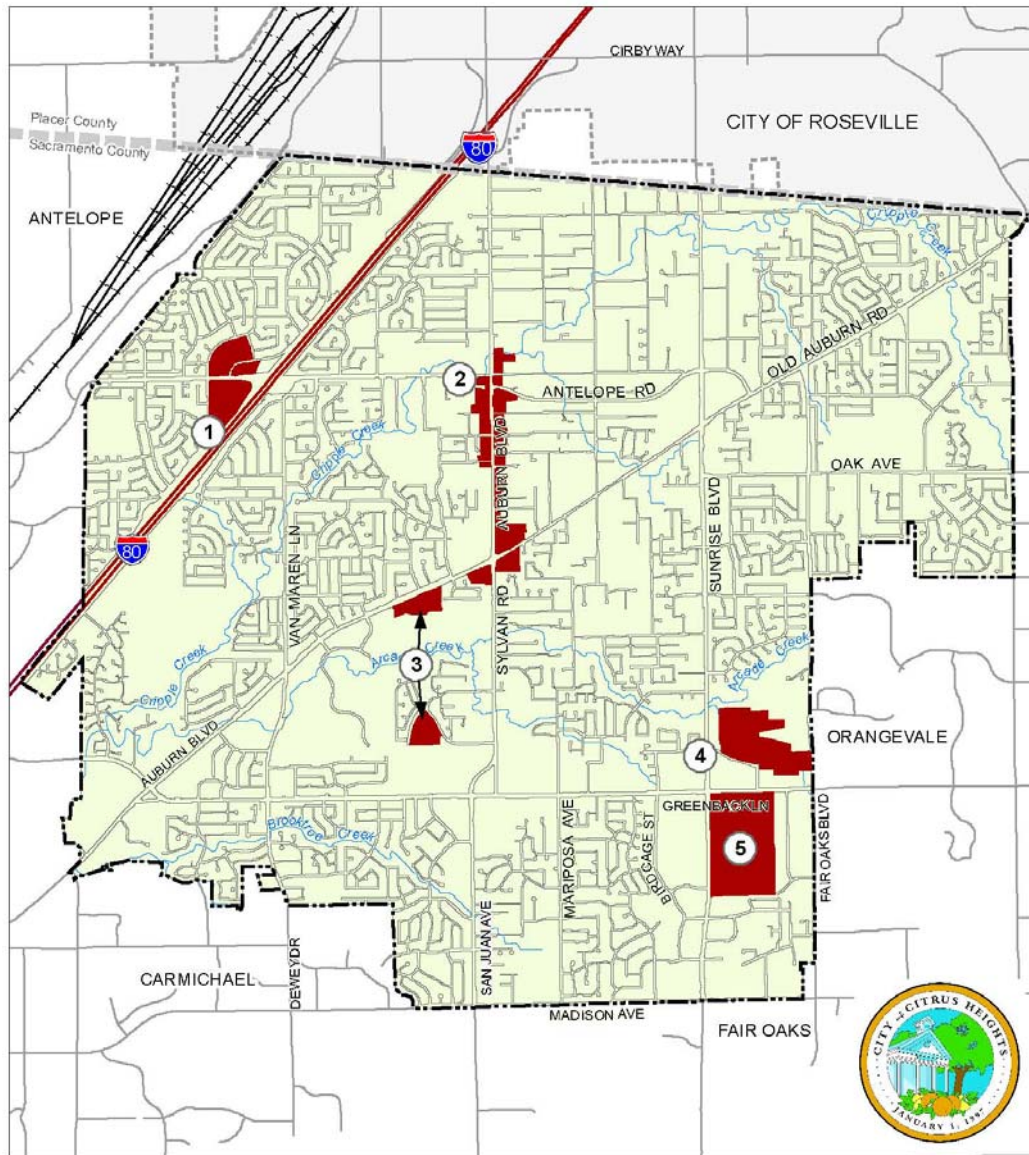 CIRBY WAY
Placer County
Sacramento County
80
CITY OF ROSEVILLE
ANTELOPE
Cripple
Creek
OLD AUBURN RD
2
ANTELOPE RD
1
Cripple Creek
AUBURN BLVD
OAK AVE
SUNRISE BLVD
80
VAN MAREN LN
SYLVAN RD
Arca
Creek
3
Arcade Creek
Cripple
Creek
AUBURN BLVD
4
ORANGEVALE
GREENBACK LN
Brooktree Creek
MARIPOSA AVE
BIRDCAGE ST
5
FAIR OAKS BLVD
SAN JUAN AVE
CARMICHAEL
DEWEY DR
MADISON AVE
FAIR OAKS
CITY of CITRUS HEIGHTS
JANUARY 1, 1997